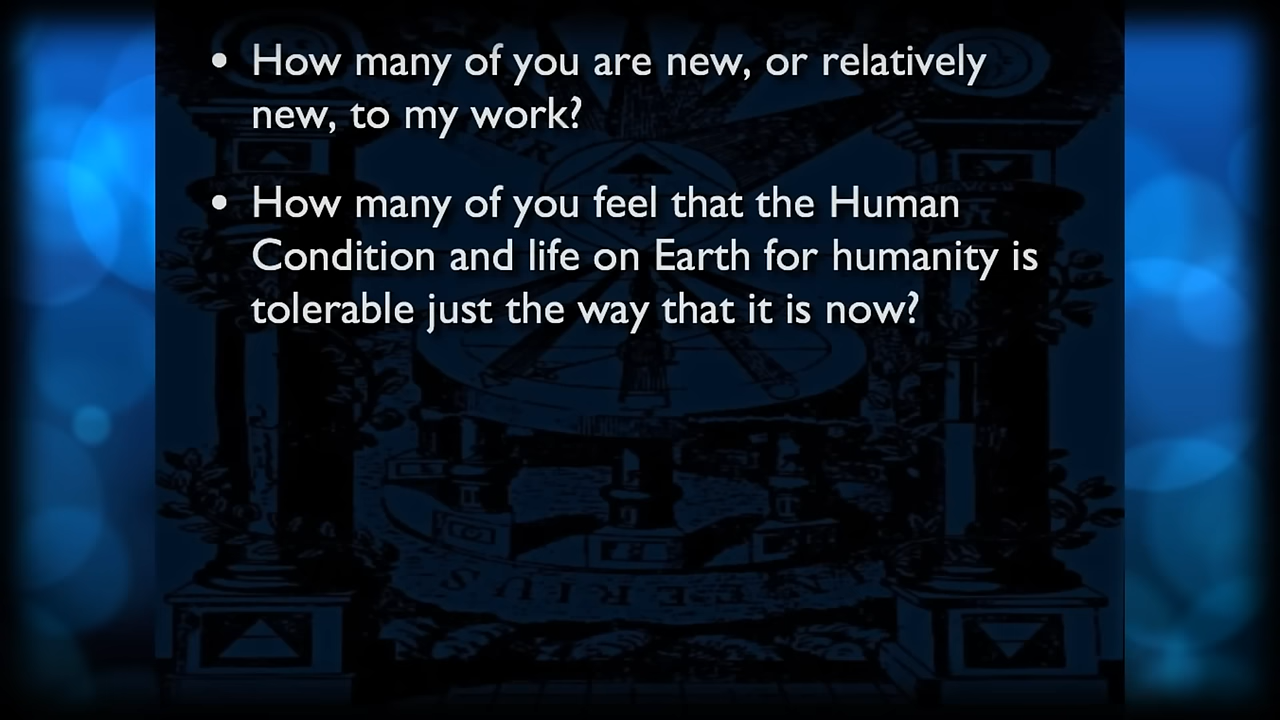 • How many of you are new, or relatively
new, to my work?
• How many of you feel that the Human
Condition and life on Earth for humanity is
tolerable just the way that it is now?